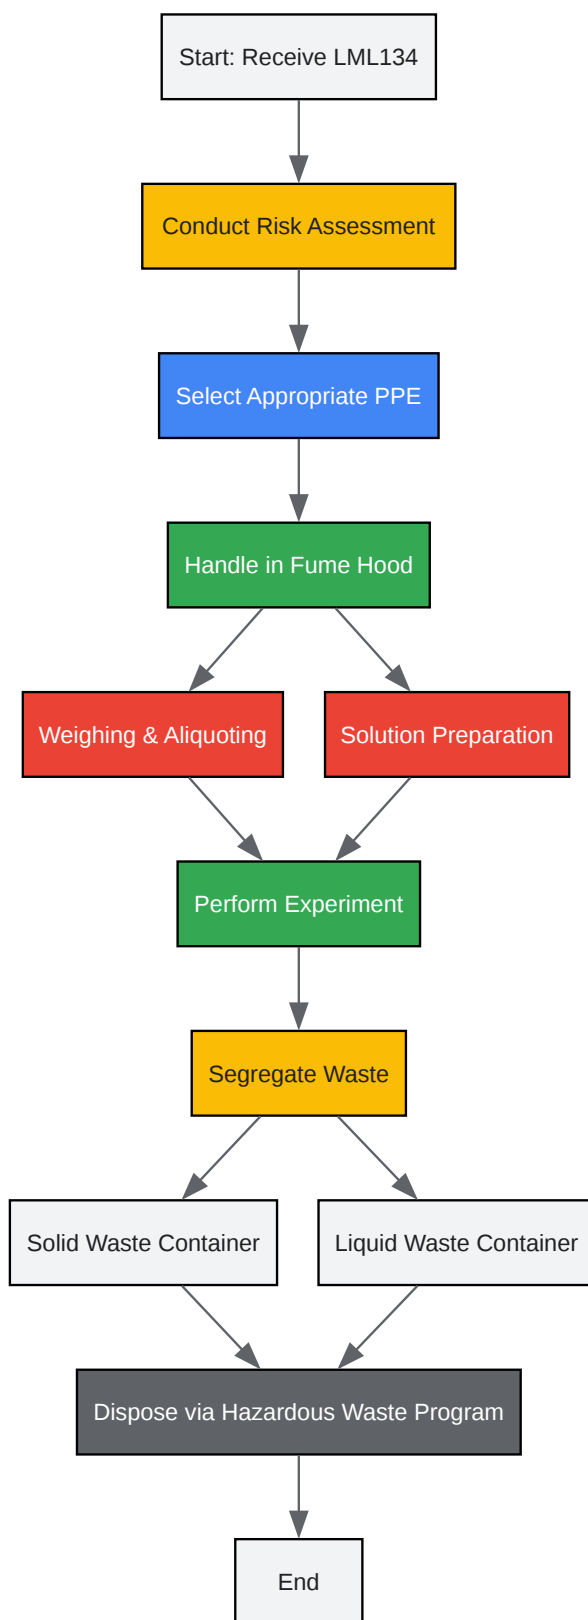 Start: Receive LML134
Conduct Risk Assessment
Select Appropriate PPE
Handle in Fume Hood
Weighing & Aliquoting
Solution Preparation
Perform Experiment
Segregate Waste
Solid Waste Container
Liquid Waste Container
Dispose via Hazardous Waste Program
End